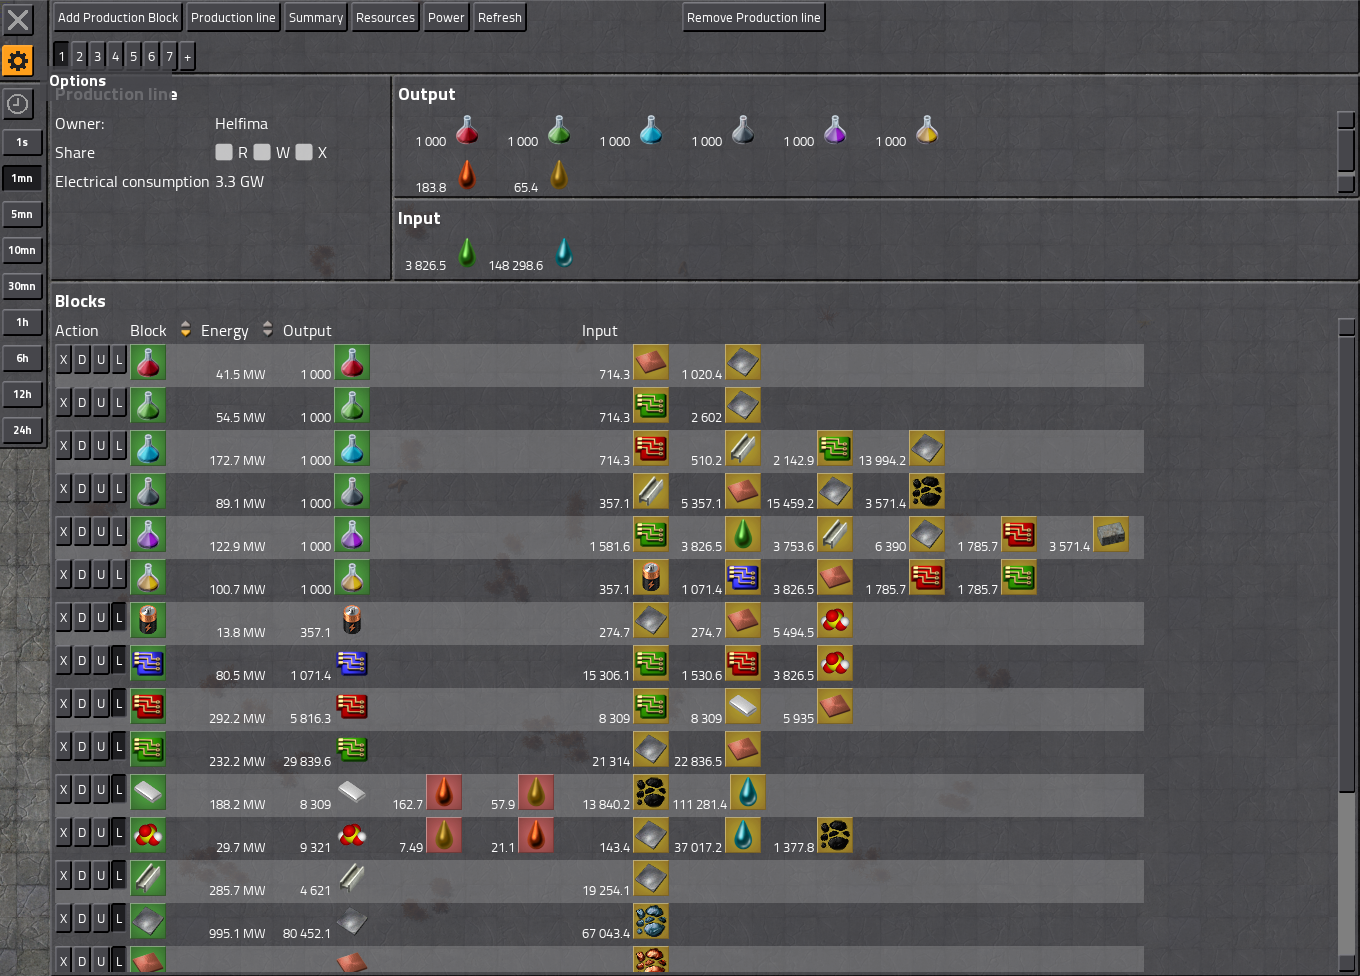 Add Production Block Production line Summary Resources Power Refresh Remove Production line
1 2 3 4 5 6 7 +
Options
Production line
Owner: Helfima
Share R W X
Electrical consumption 3.3 GW
1s
1mn
5mn
10mn
30mn
1h
6h
12h
24h
Output
1 000 1 000 1 000 1 000 1 000 1 000
183.8 65.4
Input
3 826.5 148 298.6
Blocks
Action Block Energy Output Input
X D U L 41.5 MW 1 000 714.3 1 020.4
X D U L 54.5 MW 1 000 714.3 2 602
X D U L 172.7 MW 1 000 714.3 510.2 2 142.9 13 994.2
X D U L 89.1 MW 1 000 357.1 5 357.1 15 459.2 3 571.4
X D U L 122.9 MW 1 000 1 581.6 3 826.5 3 753.6 6 390 1 785.7 3 571.4
X D U L 100.7 MW 1 000 357.1 1 071.4 3 826.5 1 785.7 1 785.7
X D U L 13.8 MW 357.1 274.7 274.7 5 494.5
X D U L 80.5 MW 1 071.4 15 306.1 1 530.6 3 826.5
X D U L 292.2 MW 5 816.3 8 309 8 309 5 935
X D U L 232.2 MW 29 839.6 21 314 22 836.5
X D U L 188.2 MW 8 309 162.7 57.9 13 840.2 111 281.4
X D U L 29.7 MW 9 321 7.49 21.1 143.4 37 017.2 1 377.8
X D U L 285.7 MW 4 621 19 254.1
X D U L 995.1 MW 80 452.1 67 043.4
X D U L